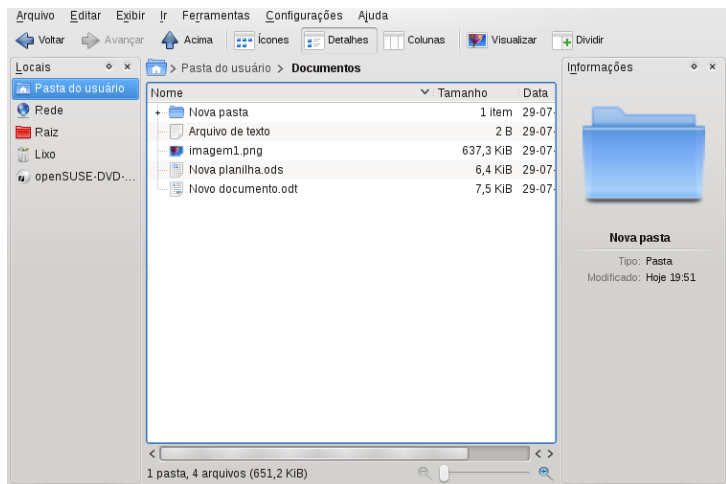 Arquivo Editar Exibir Ir Ferramentas Configurações Ajuda
Voltar Avançar Acima Ícones Detalhes Colunas Visualizar Dividir
Locais
Pasta do usuário
Rede
Raiz
Lixo
openSUSE-DVD-...
> Pasta do usuário > Documentos
Nome Tamanho Data
Nova pasta 1 item 29-07-
Arquivo de texto 2 B 29-07-
imagem1.png 637,3 KiB 29-07-
Nova planilha.ods 6,4 KiB 29-07-
Novo documento.odt 7,5 KiB 29-07-
1 pasta, 4 arquivos (651,2 KiB)
Informações
Nova pasta
Tipo: Pasta
Modificado: Hoje 19:51